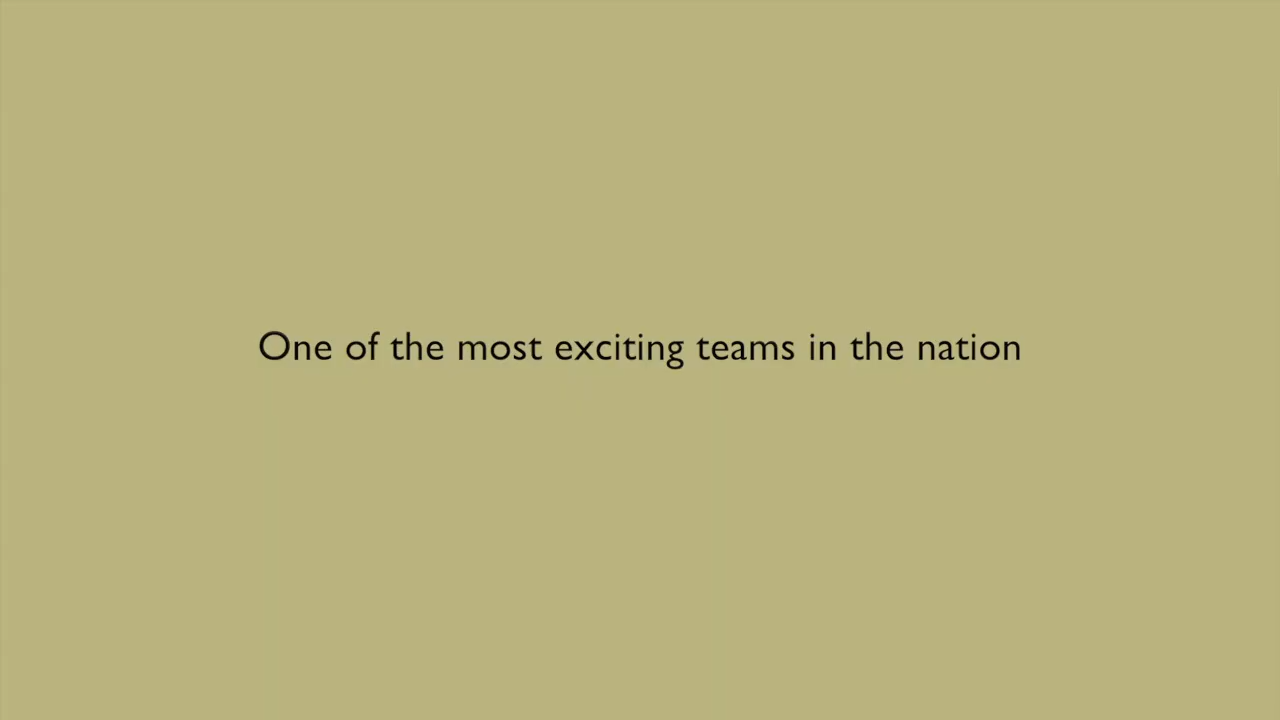 One of the most exciting teams in the nation